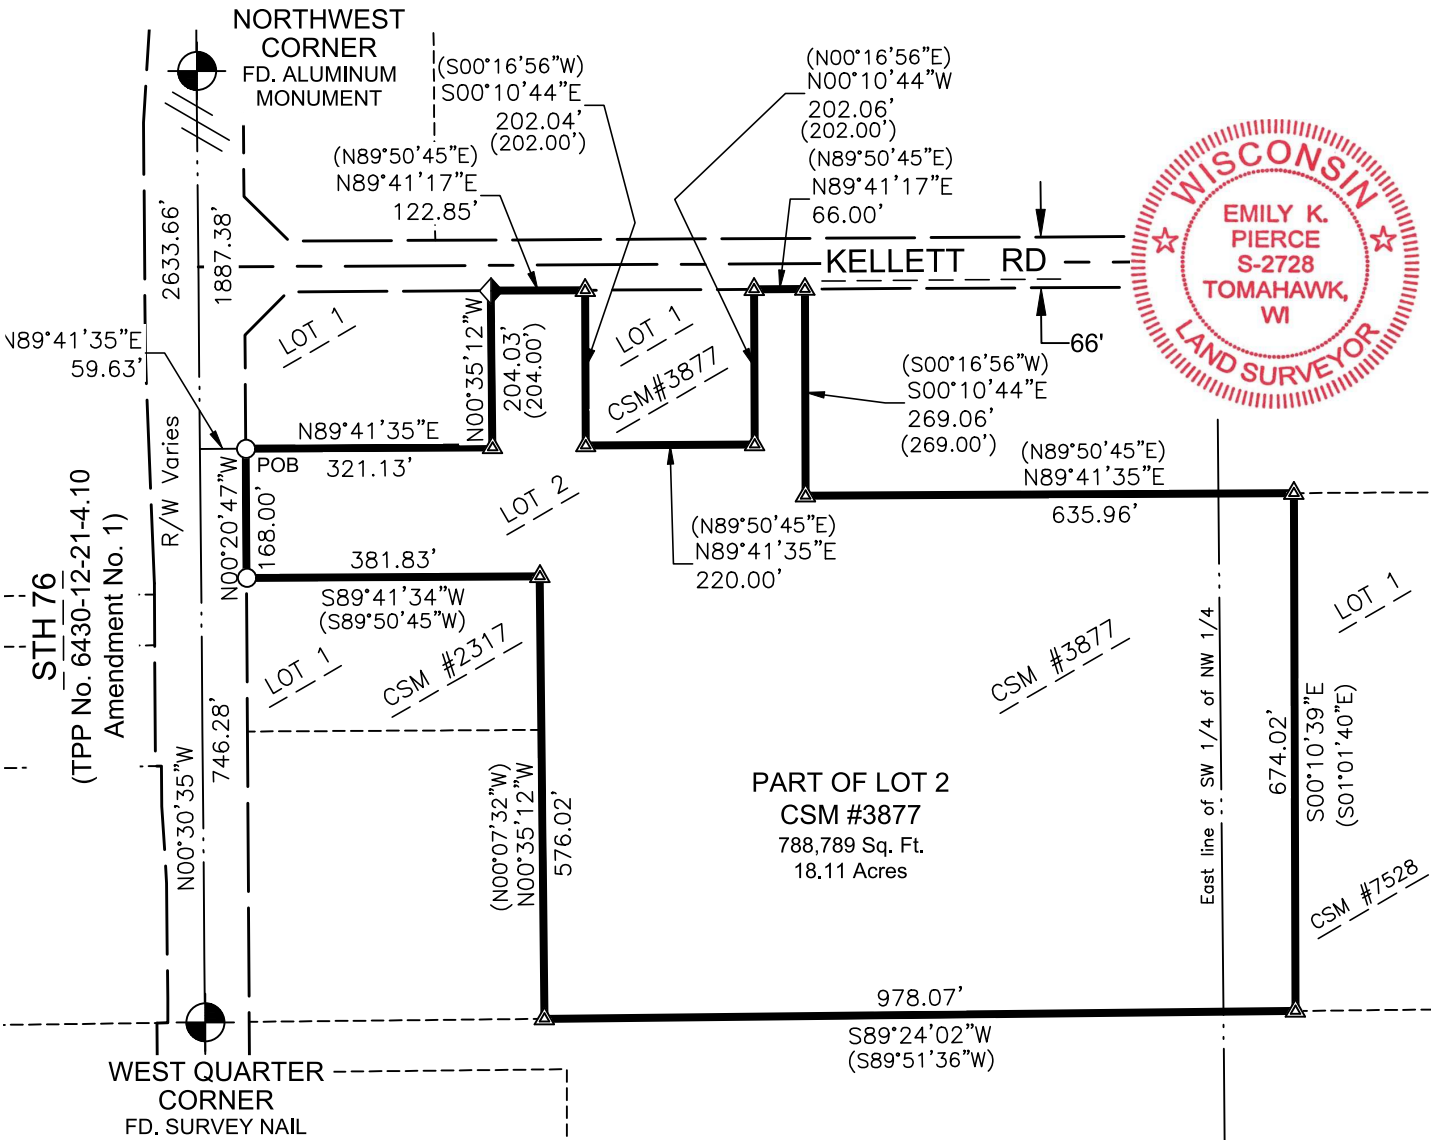 NORTHWEST
CORNER
FD. ALUMINUM
MONUMENT
(S00°16'56"W)
S00°10'44"E
202.04'
(202.00')
(N00°16'56"E)
N00°10'44"W
202.06'
(202.00')
(N89°50'45"E)
N89°41'17"E
122.85'
(N89°50'45"E)
N89°41'17"E
66.00'
WISCONSIN
EMILY K.
PIERCE
S-2728
TOMAHAWK,
WI
LAND SURVEYOR
2633.66'
1887.38'
KELLETT RD
66'
N89°41'35"E
59.63'
LOT 1
N00°35'12"W
204.03'
(204.00')
LOT 1
CSM#3877
(S00°16'56"W)
S00°10'44"E
269.06'
(269.00')
N89°41'35"E
321.13'
POB
R/W Varies
N00°20'47"W
168.00'
LOT 2
(N89°50'45"E)
N89°41'35"E
635.96'
(N89°50'45"E)
N89°41'35"E
220.00'
381.83'
S89°41'34"W
(S89°50'45"W)
STH 76
(TPP No. 6430-12-21-4.10
Amendment No. 1)
LOT 1
CSM #2317
CSM #3877
LOT 1
East line of SW 1/4 of NW 1/4
674.02'
S00°10'39"E
(S01°01'40"E)
N00°30'35"W
746.28'
(N00°07'32"W)
N00°35'12"W
576.02'
PART OF LOT 2
CSM #3877
788,789 Sq. Ft.
18.11 Acres
CSM #7528
978.07'
S89°24'02"W
(S89°51'36"W)
WEST QUARTER
CORNER
FD. SURVEY NAIL